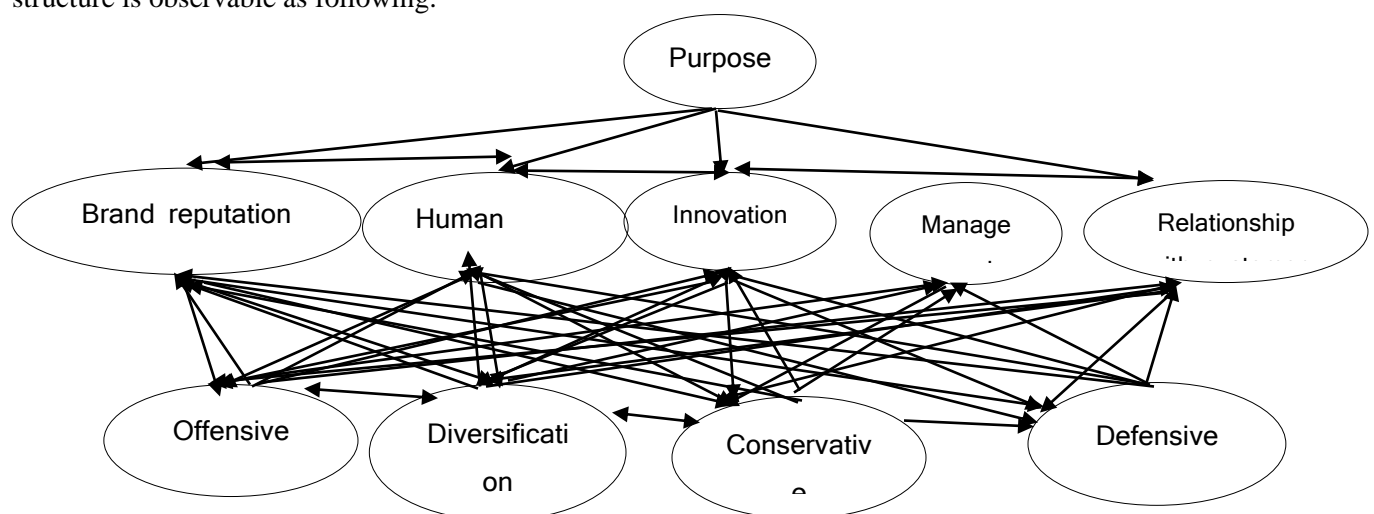 structure is observable as following:
Purpose
Brand reputation
Human
Innovation
Manage
Relationship
Offensive
Diversificati
on
Conservativ
Defensive